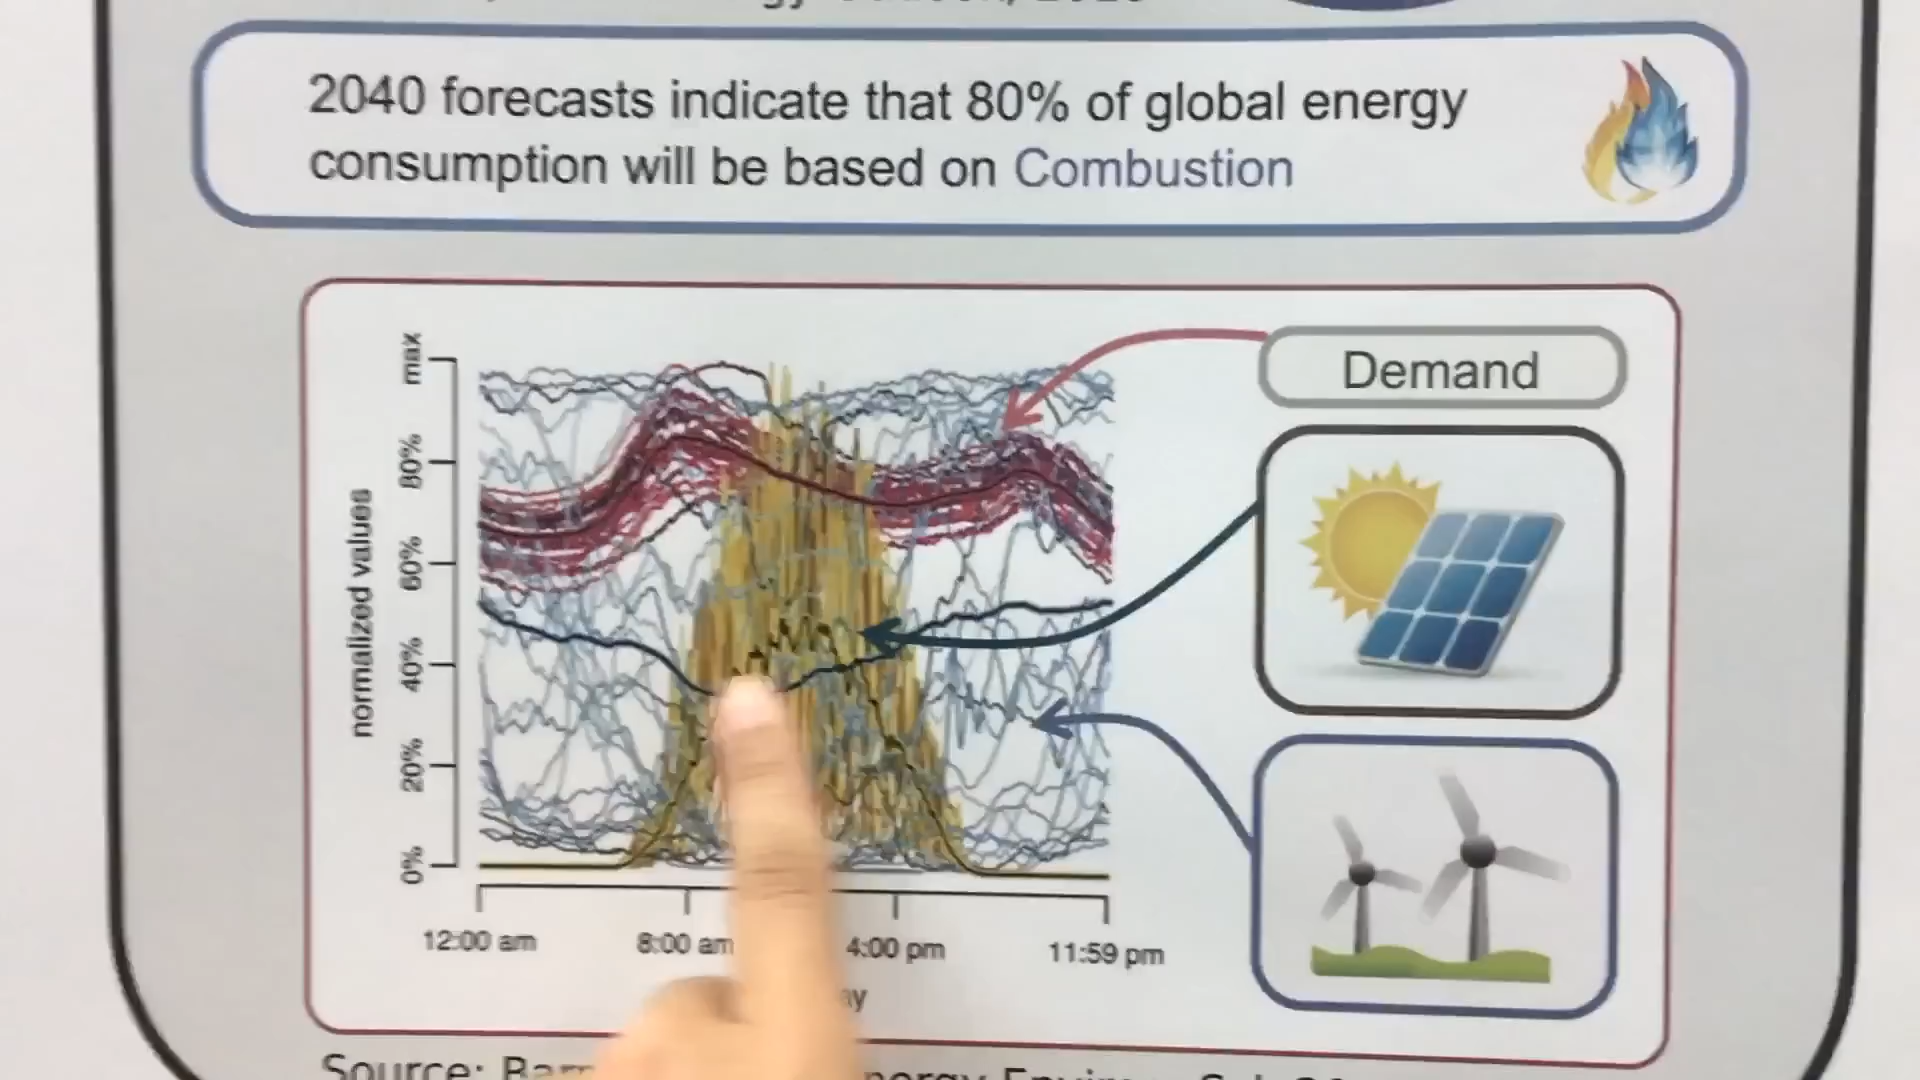 2040 forecasts indicate that 80% of global energy
consumption will be based on Combustion
Demand
normalized values
max
80%
60%
40%
20%
0%
12:00 am
8:00 am
4:00 pm
11:59 pm
Source: